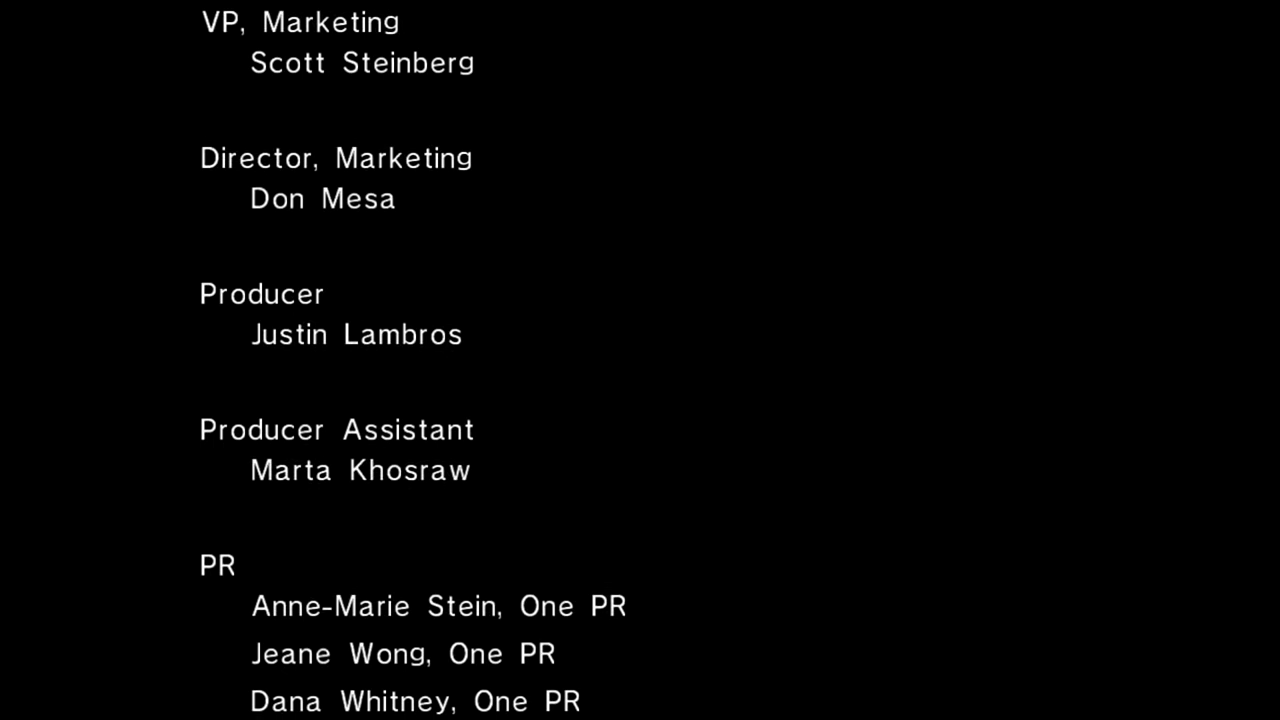 VP, Marketing
Scott Steinberg
Director, Marketing
Don Mesa
Producer
Justin Lambros
Producer Assistant
Marta Khosraw
PR
Anne-Marie Stein, One PR
Jeane Wong, One PR
Dana Whitney, One PR